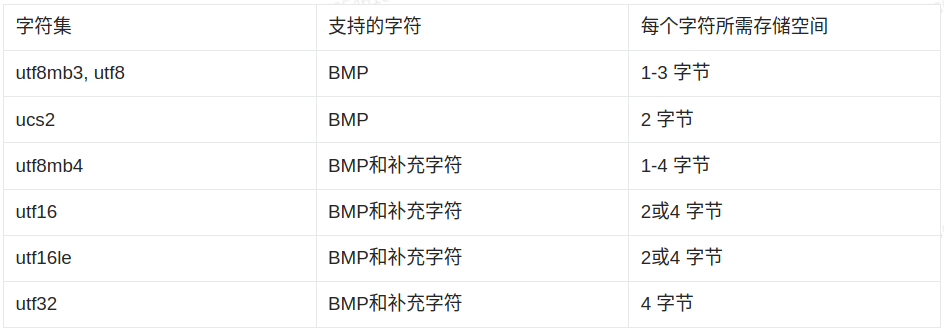 字符集 支持的字符 每个字符所需存储空间
utf8mb3, utf8 BMP 1-3 字节
ucs2 BMP 2 字节
utf8mb4 BMP和补充字符 1-4 字节
utf16 BMP和补充字符 2或4 字节
utf16le BMP和补充字符 2或4 字节
utf32 BMP和补充字符 4 字节